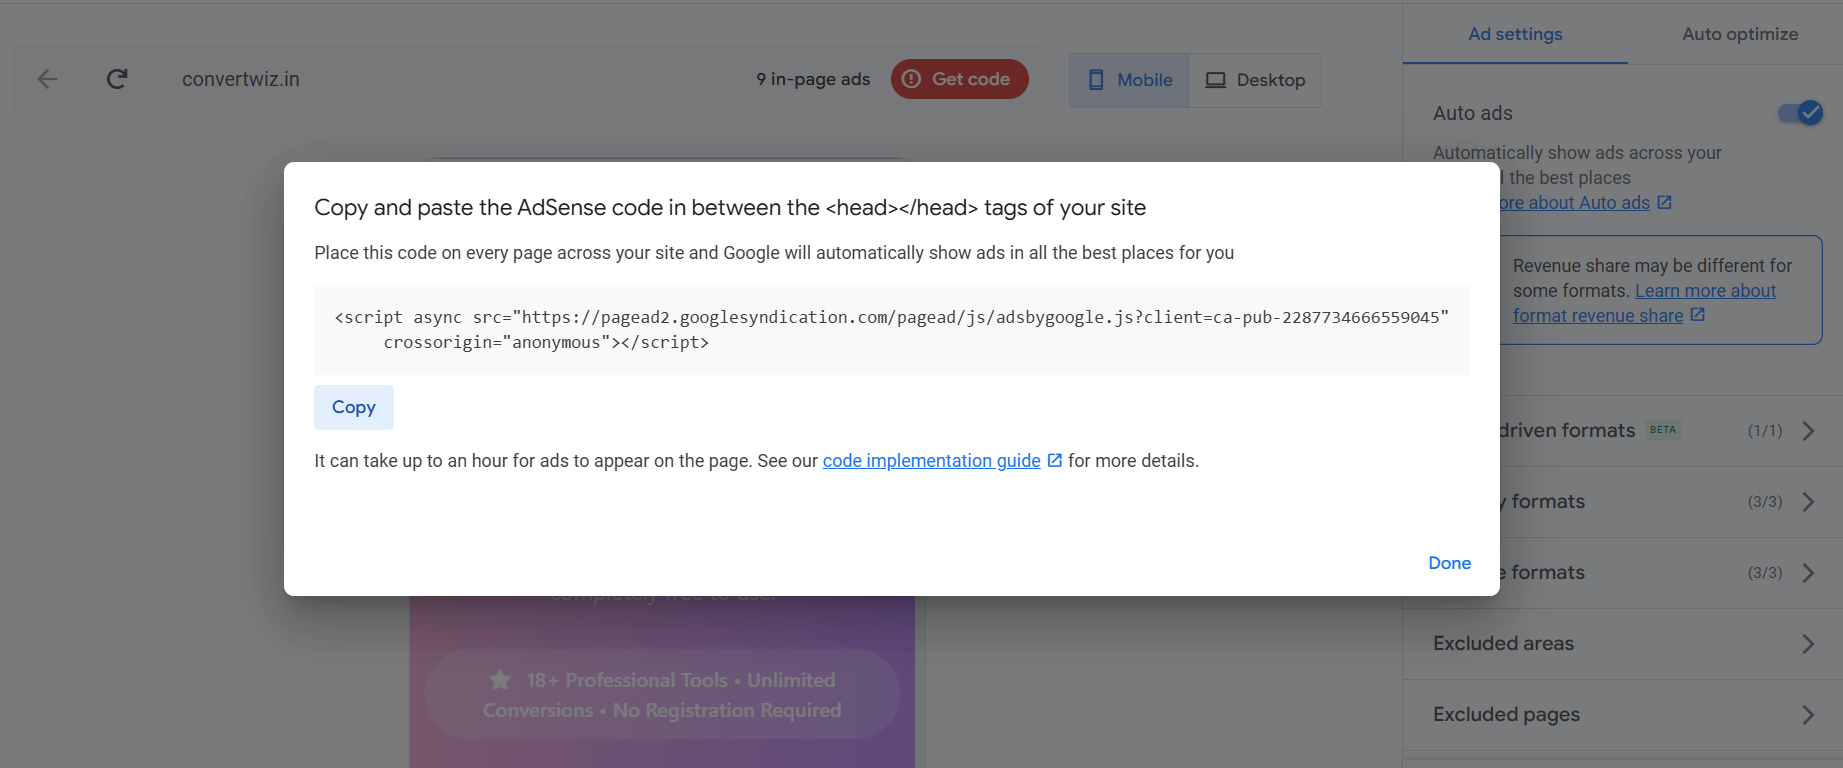 Ad settings
Auto optimize
convertwiz.in
9 in-page ads
Get code
Mobile
Desktop
Auto ads
Automatically show ads across your
the best places
ore about Auto ads
Revenue share may be different for
some formats. Learn more about
format revenue share
Copy and paste the AdSense code in between the <head></head> tags of your site
Place this code on every page across your site and Google will automatically show ads in all the best places for you
<script async src="https://pagead2.googlesyndication.com/pagead/js/adsbygoogle.js?client=ca-pub-2287734666559045"
crossorigin="anonymous"></script>
Copy
It can take up to an hour for ads to appear on the page. See our code implementation guide for more details.
Done
driven formats BETA (1/1)
y formats (3/3)
e formats (3/3)
Excluded areas
Excluded pages
completely free to use.
18+ Professional Tools • Unlimited
Conversions • No Registration Required